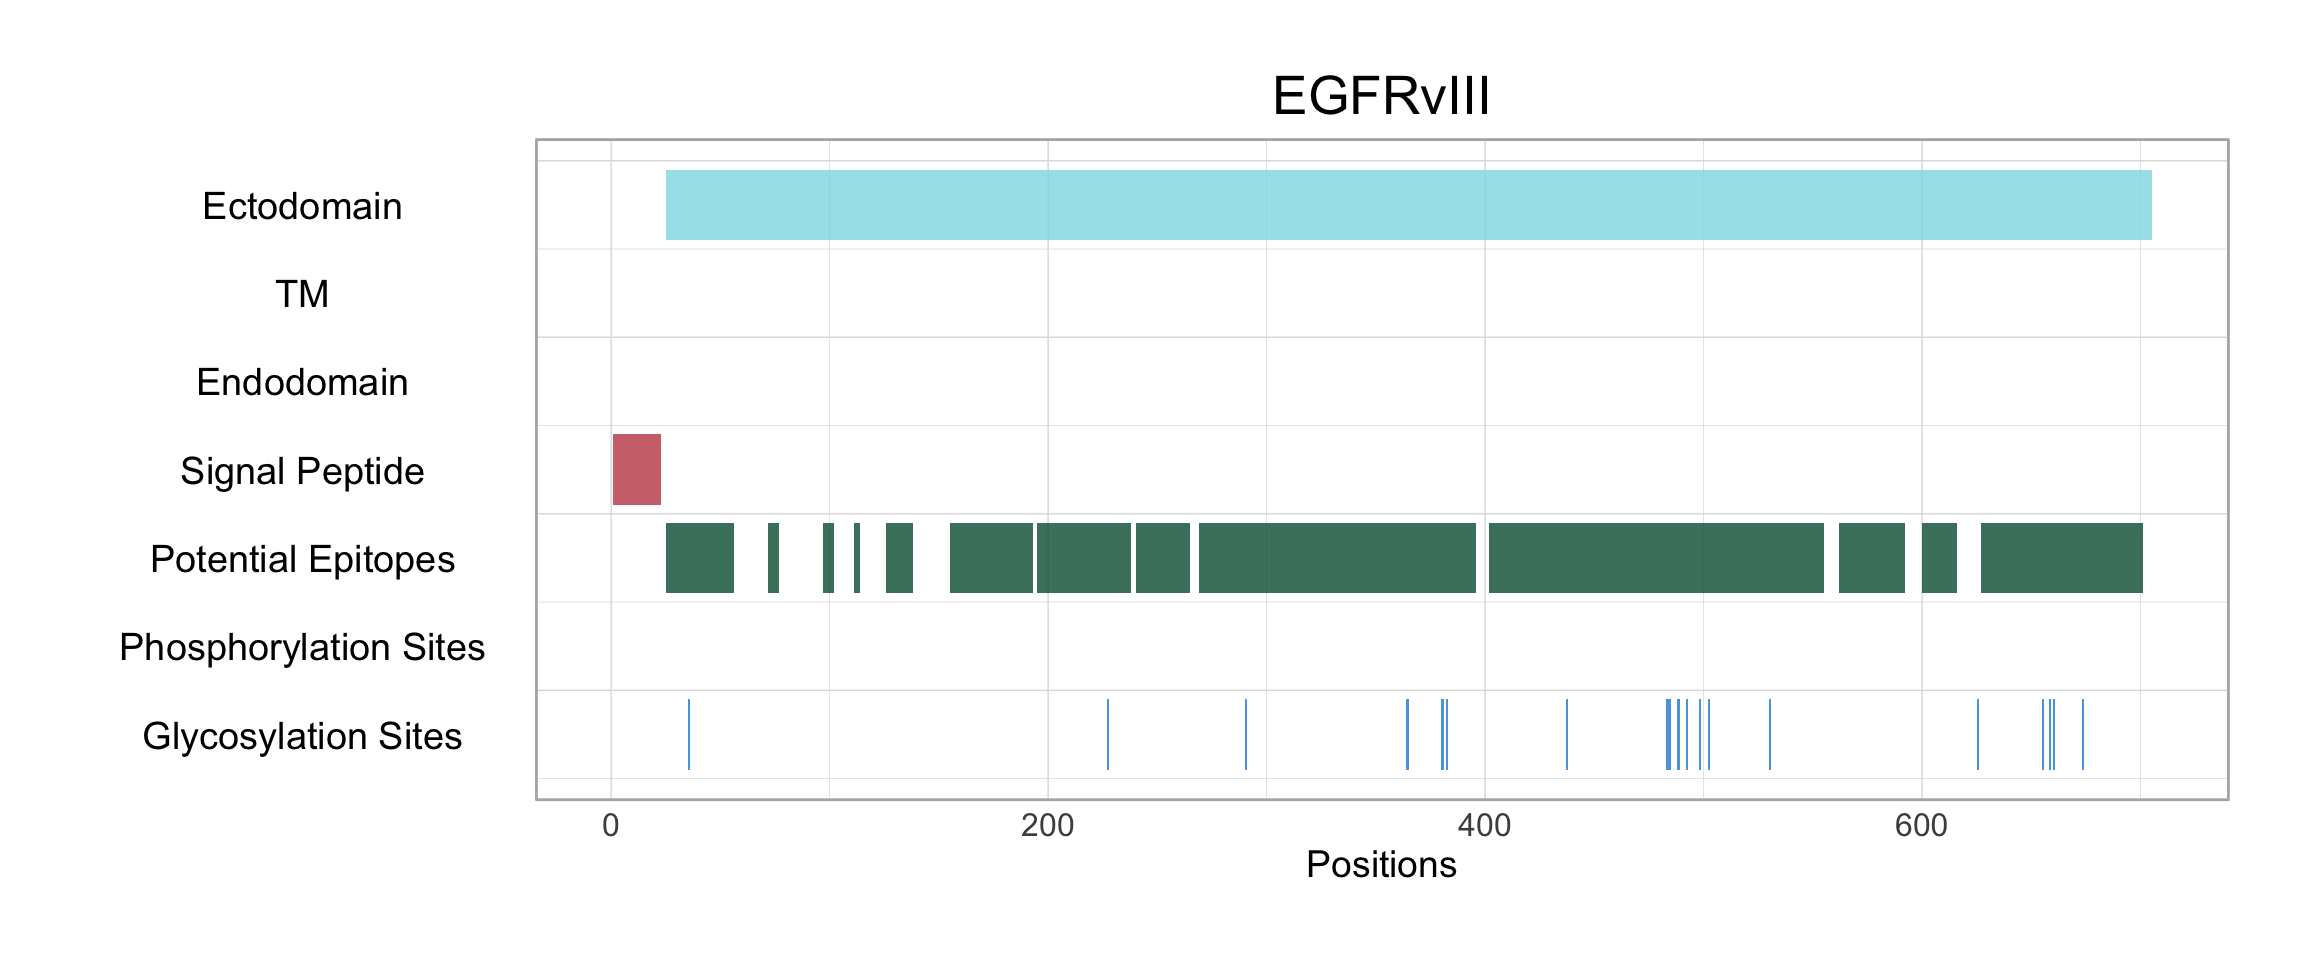 EGFRvIII
Ectodomain
TM
Endodomain
Signal Peptide
Potential Epitopes
Phosphorylation Sites
Glycosylation Sites
0 200 400 600
Positions